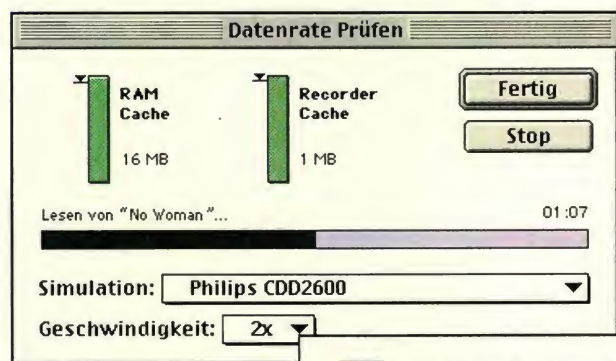 Datenrate Prüfen
RAM
Cache
16 MB
Recorder
Cache
1 MB
Fertig
Stop
Lesen von "No Woman"... 01:07
Simulation: Philips CDD2600
Geschwindigkeit: 2x